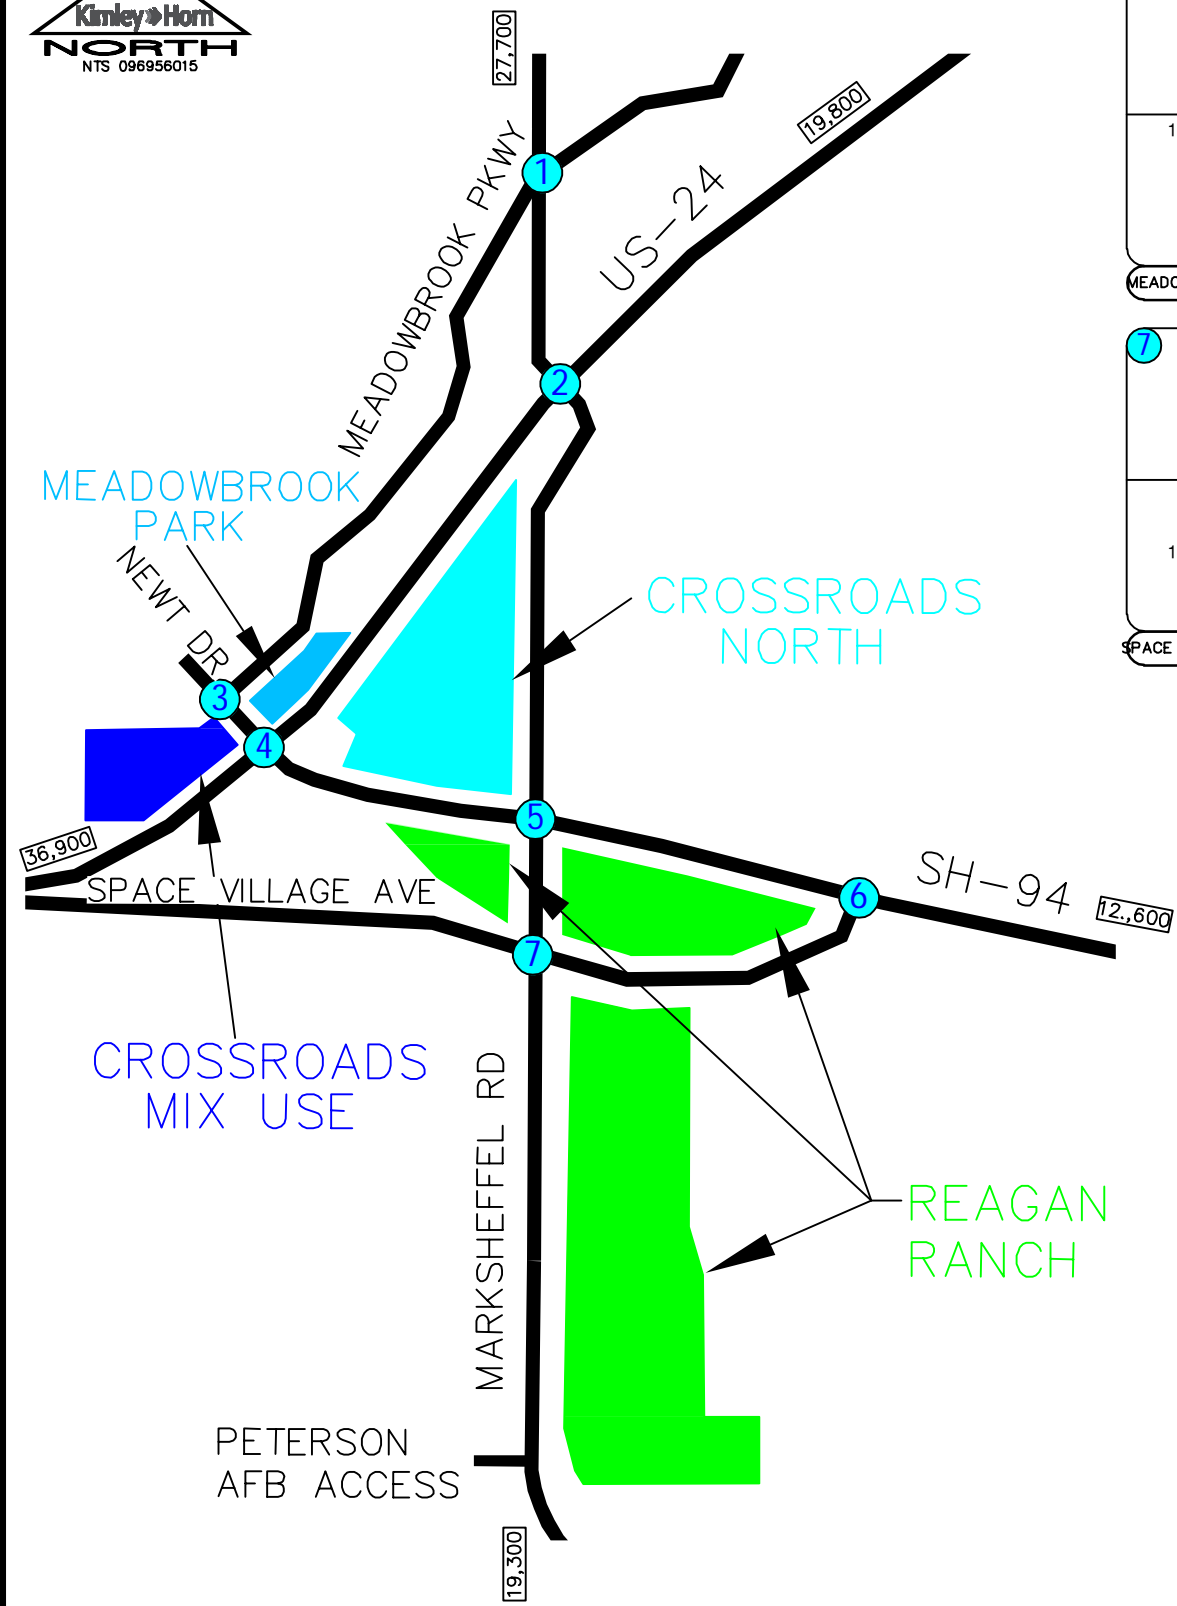 Kimley»Horn
NORTH
NTS 096956015
27,700
19,800
1
MEADOWBROOK PKWY
1
US-24
7
2
MEADOWBROOK
PARK
NEWT DR
1
CROSSROADS
NORTH
SPACE
3
4
5
36,900
SPACE VILLAGE AVE
6
SH-94
12.,600
7
CROSSROADS
MIX USE
MARKSHEFFEL RD
REAGAN
RANCH
PETERSON
AFB ACCESS
19,300